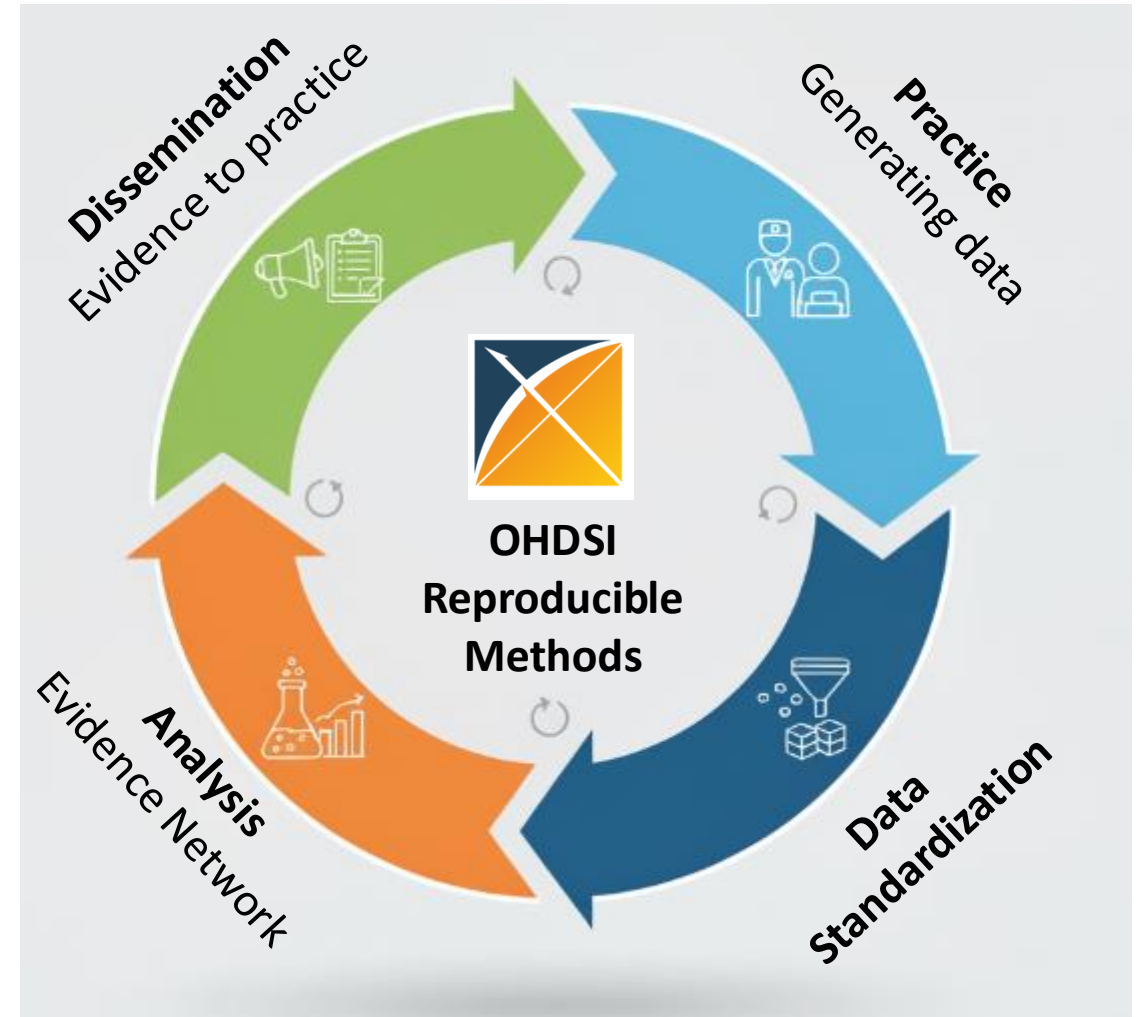 Dissemination
Evidence to practice
Practice
Generating data
OHDSI
Reproducible
Methods
Analysis
Evidence Network
Data
Standardization